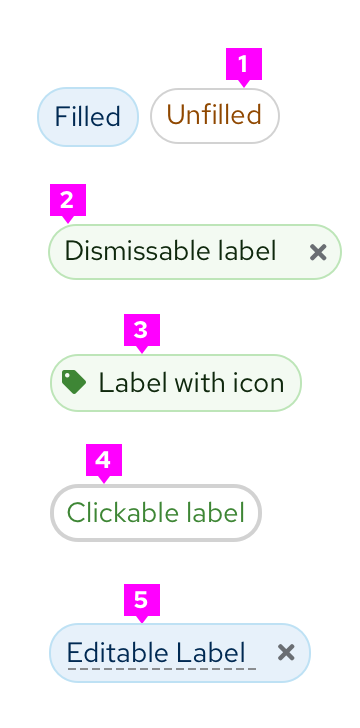 1
Filled Unfilled
2
Dismissable label
3
Label with icon
4
Clickable label
5
Editable Label